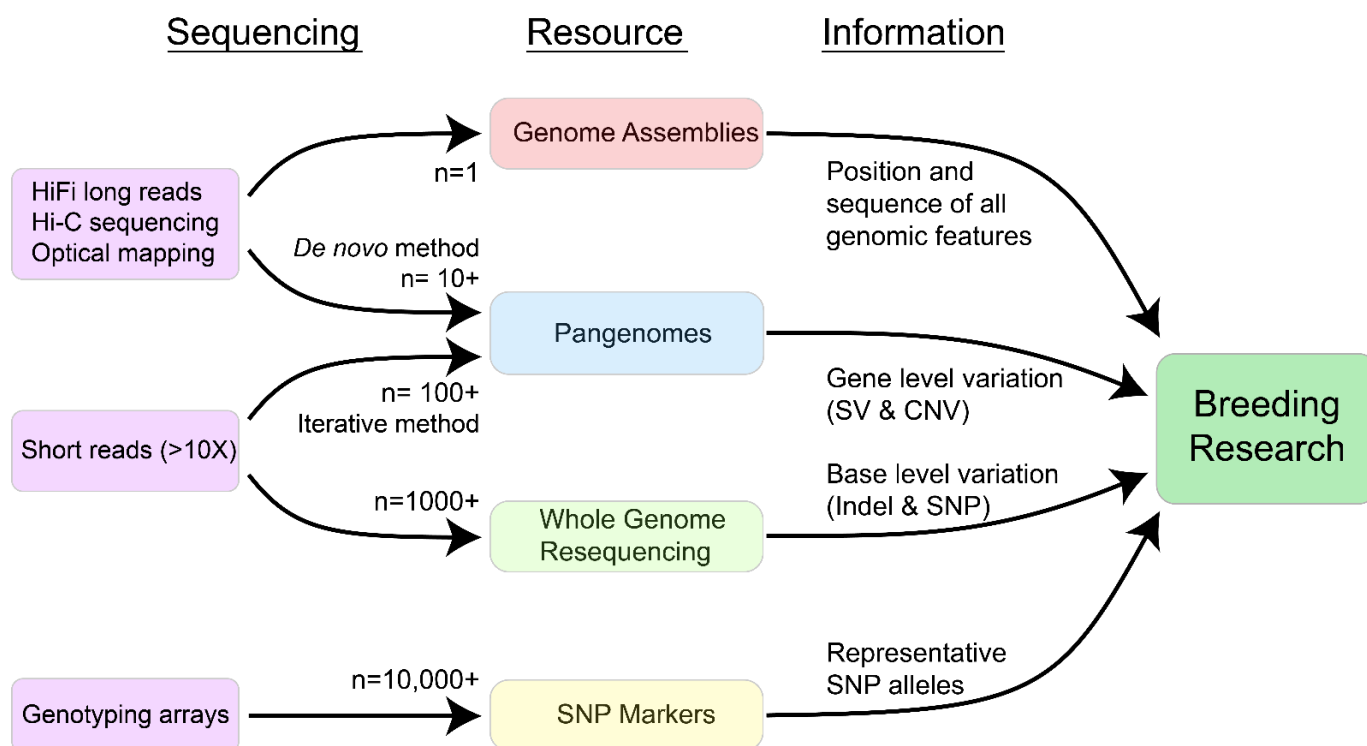 Sequencing
Resource
Information
HiFi long reads
Hi-C sequencing
Optical mapping
n=1
De novo method
n= 10+
Genome Assemblies
Position and
sequence of all
genomic features
Pangenomes
n= 100+
Iterative method
Gene level variation
(SV & CNV)
Short reads (>10X)
n=1000+
Whole Genome
Resequencing
Base level variation
(Indel & SNP)
Breeding
Research
Genotyping arrays
n=10,000+
SNP Markers
Representative
SNP alleles